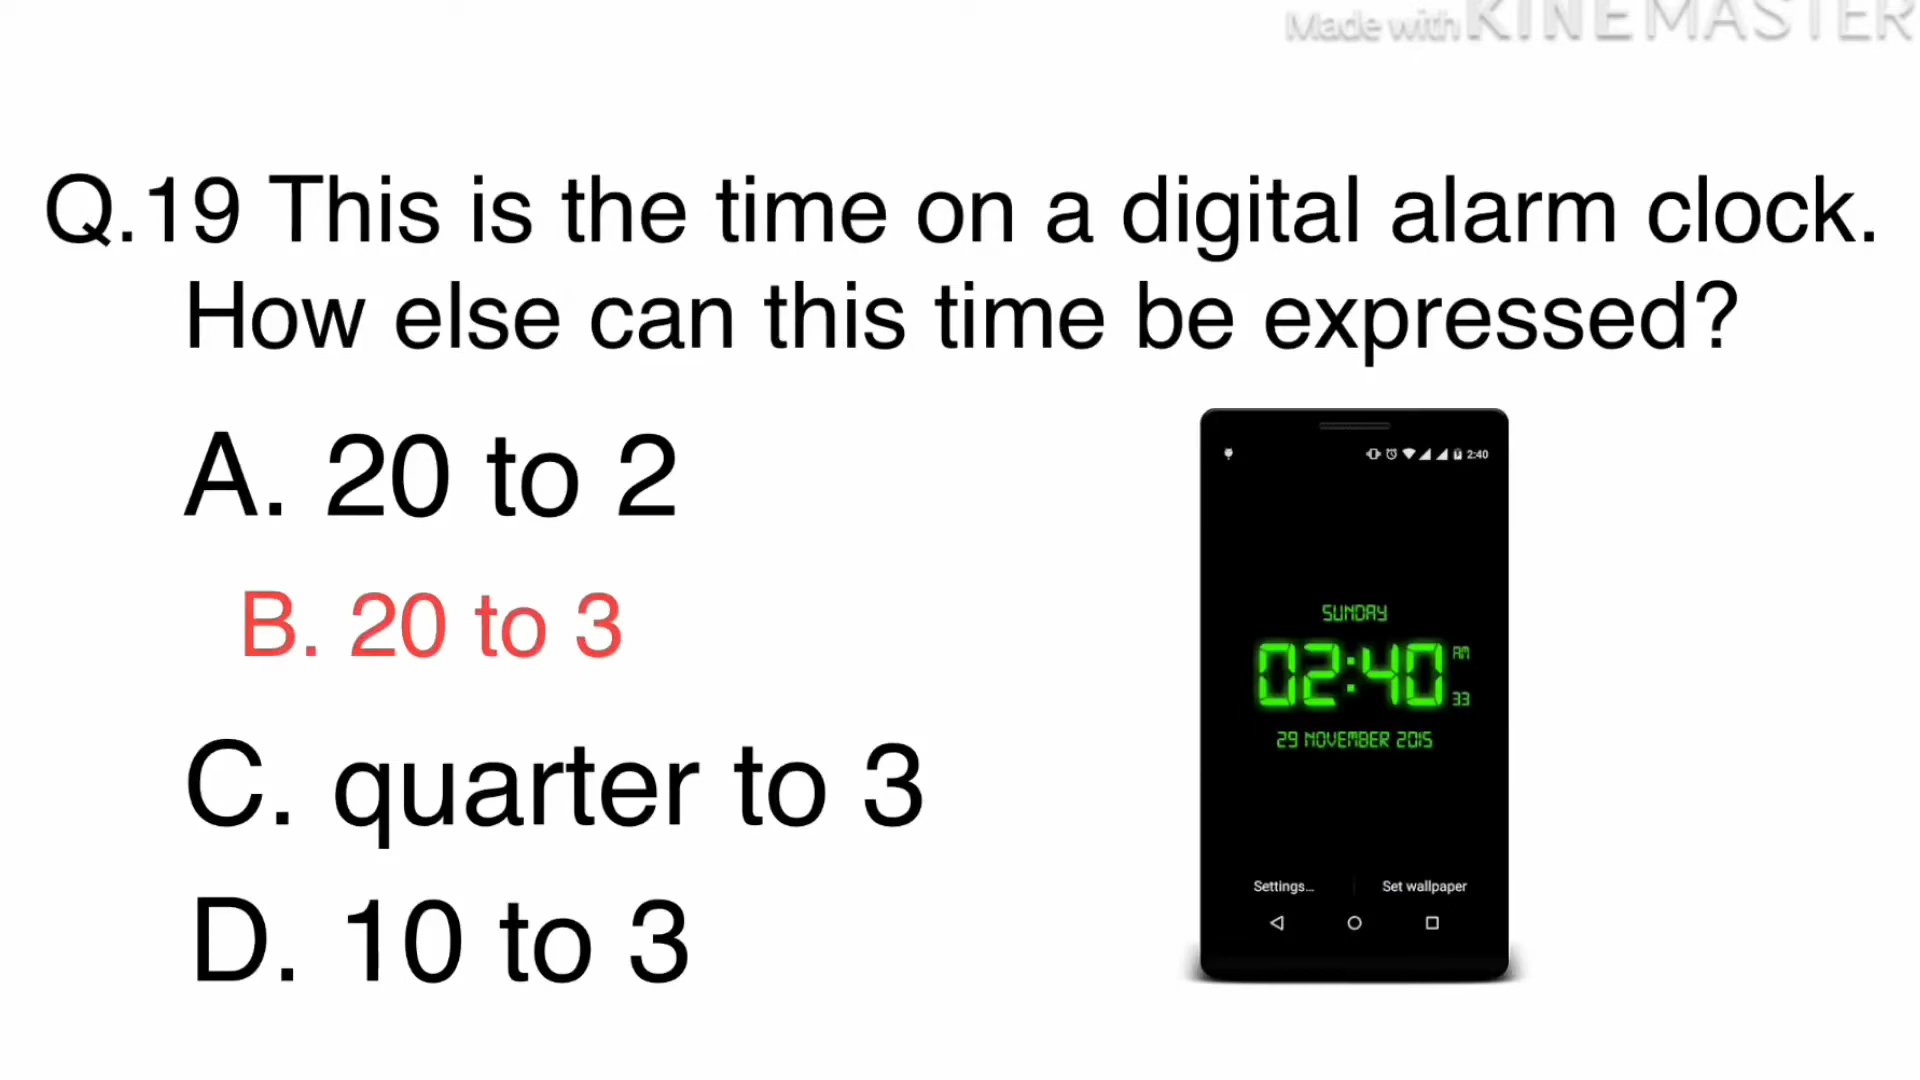 Made with KINEMASTER
Q.19 This is the time on a digital alarm clock.
How else can this time be expressed?
A. 20 to 2
B. 20 to 3
C. quarter to 3
D. 10 to 3
2:40
SUNDAY
02:40 AM
33
29 NOVEMBER 2015
Settings... Set wallpaper